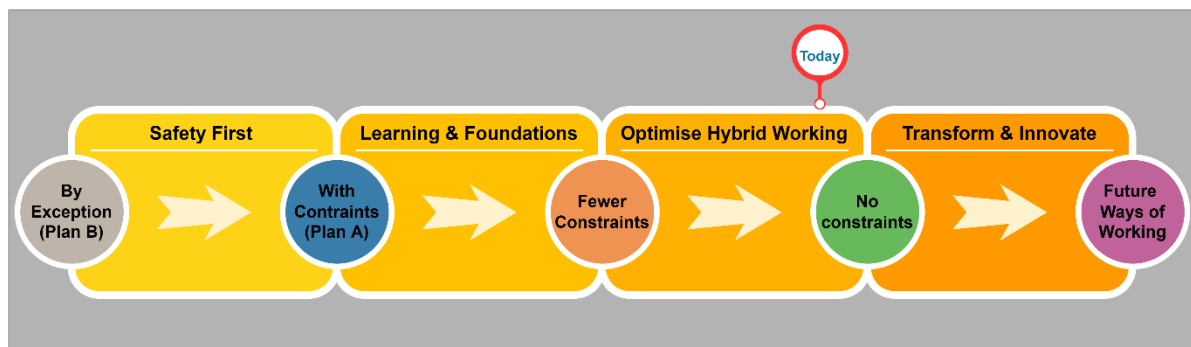 Today
Safety First
Learning & Foundations
Optimise Hybrid Working
Transform & Innovate
By
Exception
(Plan B)
With
Contraints
(Plan A)
Fewer
Constraints
No
constraints
Future
Ways of
Working